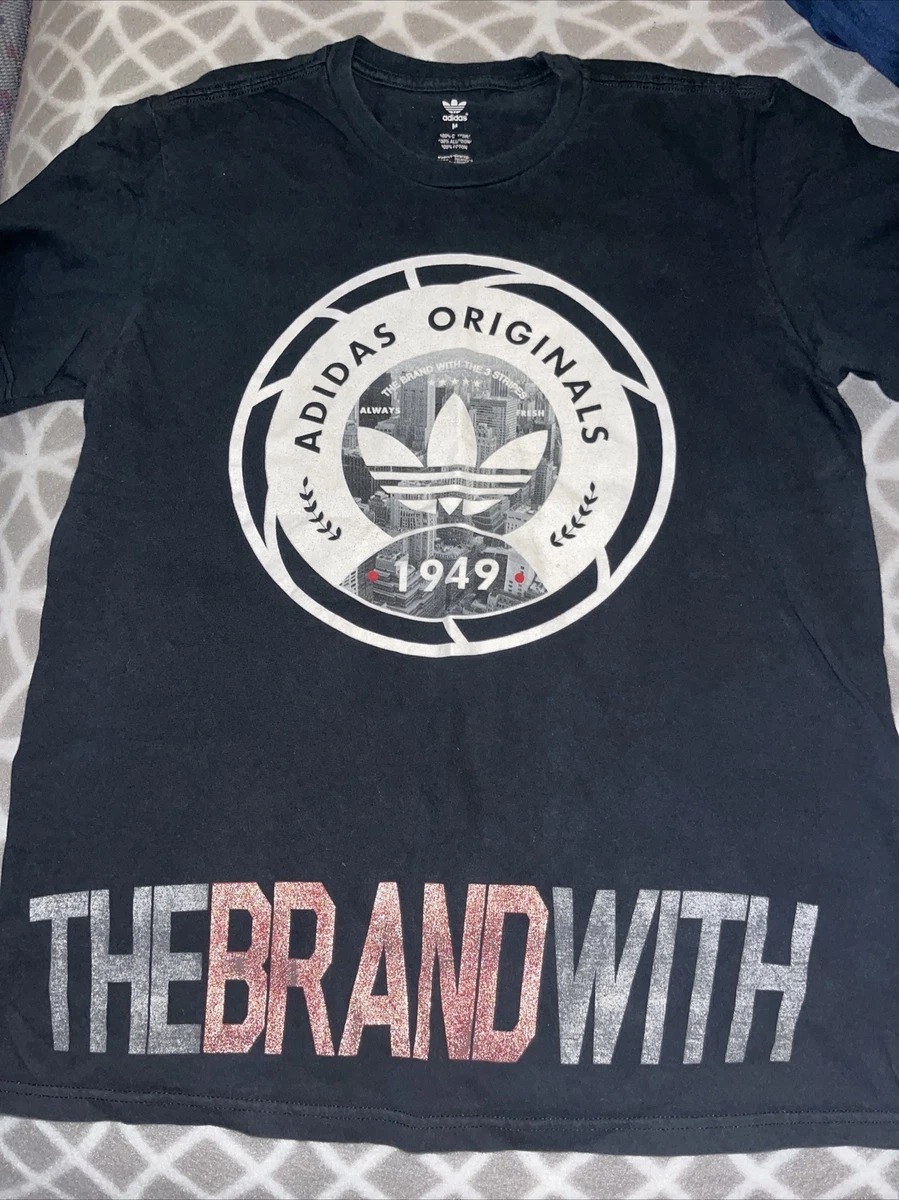 adidas
M
ADIDAS ORIGINALS
THE BRAND WITH THE 3 STRIPES
ALWAYS FRESH
1949
THEBRANDWITH